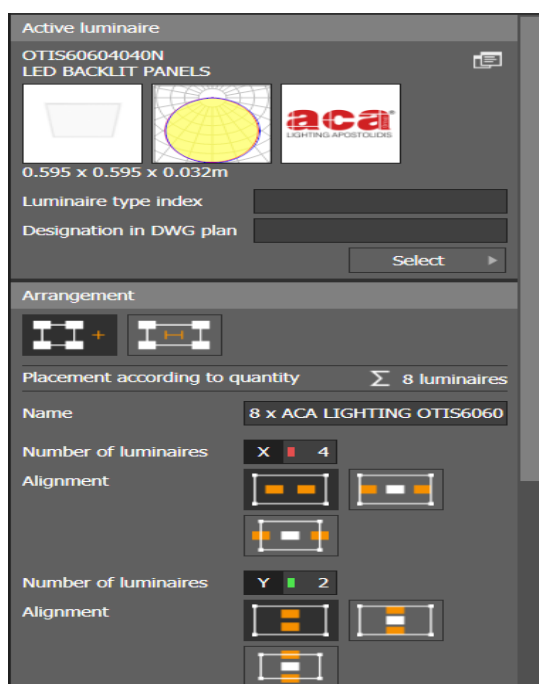 Active luminaire
OTIS60604040N
LED BACKLIT PANELS
aca
LIGHTING APOSTOLIDIS
0.595 x 0.595 x 0.032m
Luminaire type index
Designation in DWG plan
Select
Arrangement
Placement according to quantity Σ 8 luminaires
Name 8 x ACA LIGHTING OTIS6060
Number of luminaires X 4
Alignment
Number of luminaires Y 2
Alignment